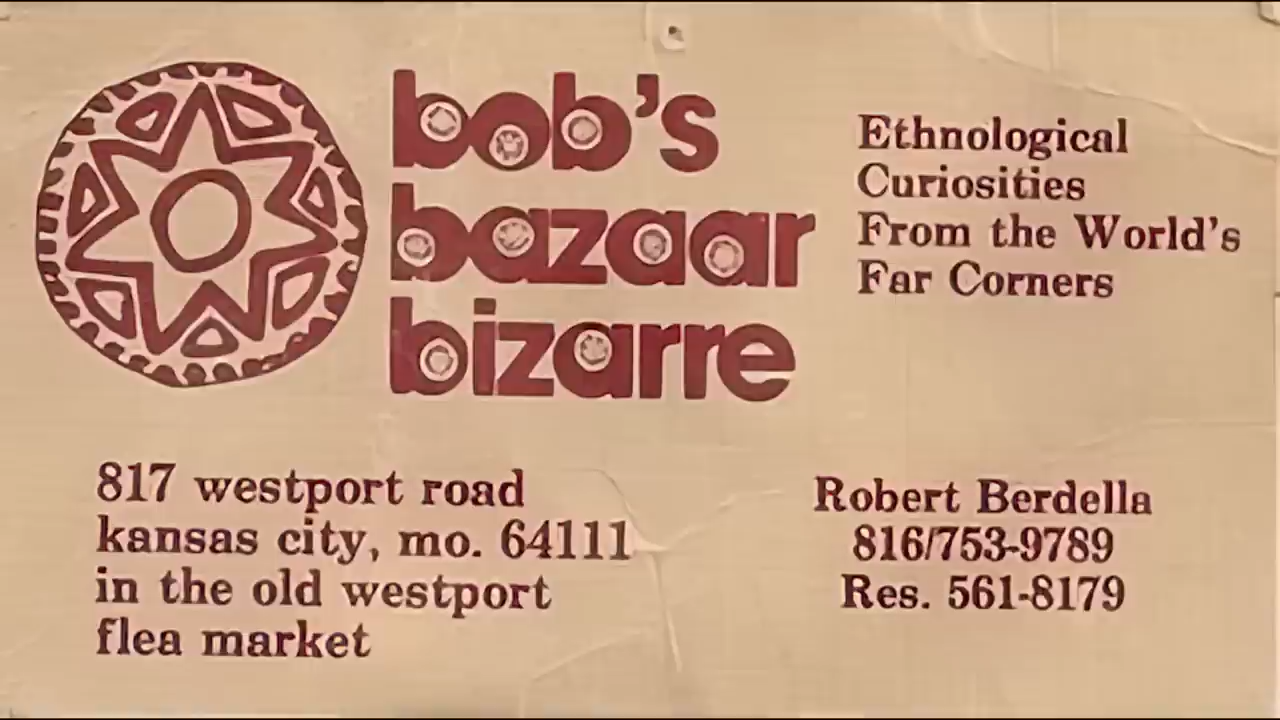 bob's
bazaar
bizarre
Ethnological
Curiosities
From the World's
Far Corners
817 westport road
kansas city, mo. 64111
in the old westport
flea market
Robert Berdella
816/753-9789
Res. 561-8179